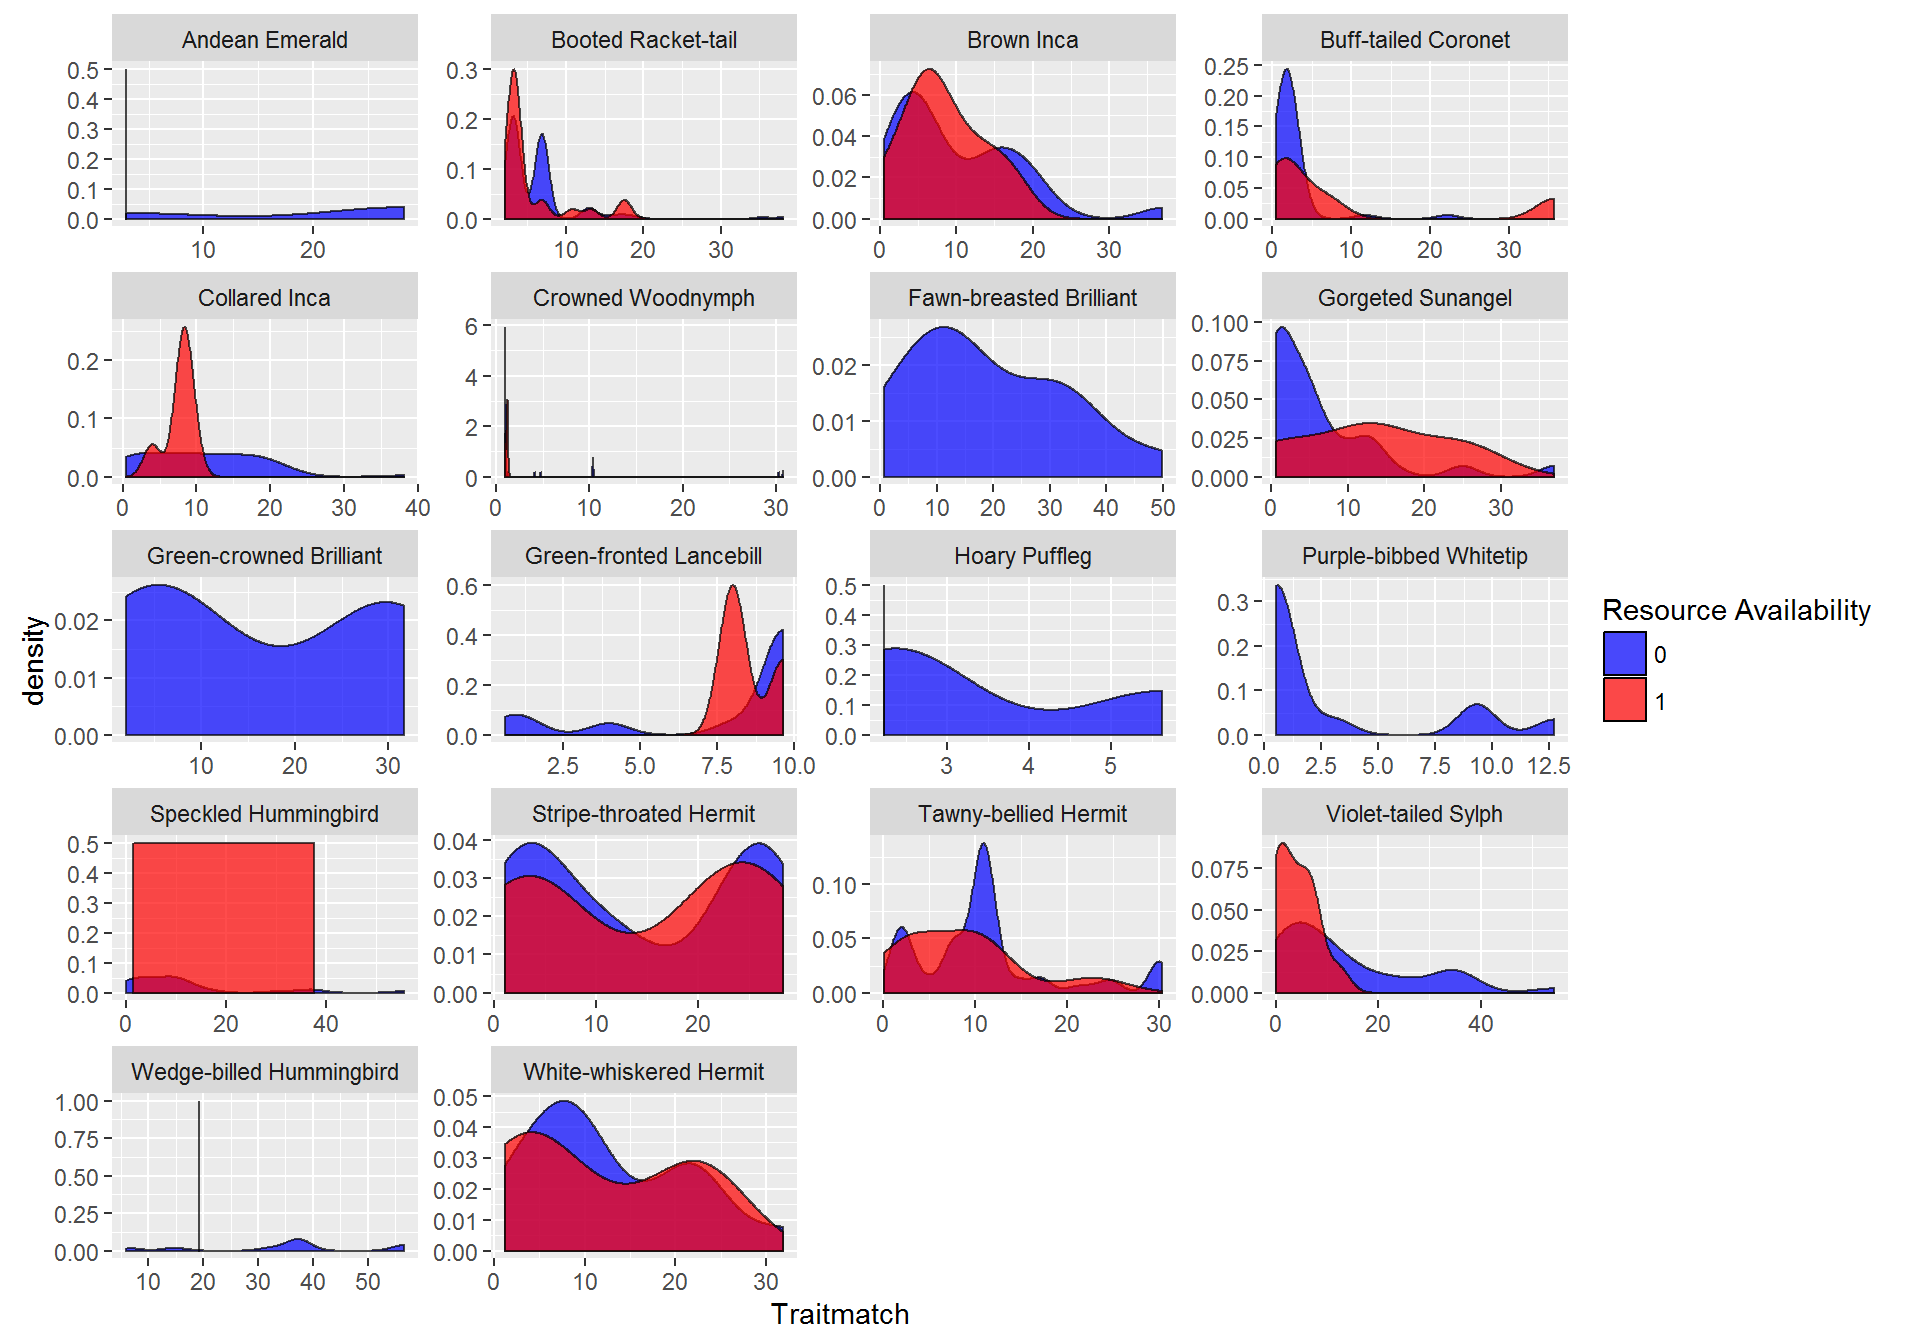 Andean Emerald Booted Racket-tail Brown Inca Buff-tailed Coronet
0.5 0.4 0.3 0.2 0.1 0.0
10 20
0.3 0.2 0.1 0.0
10 20 30
0.06 0.04 0.02 0.00
0 10 20 30
0.25 0.20 0.15 0.10 0.05 0.00
0 10 20 30
Collared Inca Crowned Woodnymph Fawn-breasted Brilliant Gorgeted Sunangel
0.2 0.1 0.0
0 10 20 30 40
6 4 2 0
0 10 20 30
0.02 0.01 0.00
0 10 20 30 40 50
0.100 0.075 0.050 0.025 0.000
0 10 20 30
Green-crowned Brilliant Green-fronted Lancebill Hoary Puffleg Purple-bibbed Whitetip
0.02 0.01 0.00
10 20 30
0.6 0.4 0.2 0.0
2.5 5.0 7.5 10.0
0.5 0.4 0.3 0.2 0.1 0.0
3 4 5
0.3 0.2 0.1 0.0
0.0 2.5 5.0 7.5 10.0 12.5
density
Resource Availability
0
1
Speckled Hummingbird Stripe-throated Hermit Tawny-bellied Hermit Violet-tailed Sylph
0.5 0.4 0.3 0.2 0.1 0.0
0 20 40
0.04 0.03 0.02 0.01 0.00
0 10 20
0.10 0.05 0.00
0 10 20 30
0.075 0.050 0.025 0.000
0 20 40
Wedge-billed Hummingbird White-whiskered Hermit
1.00 0.75 0.50 0.25 0.00
10 20 30 40 50
0.05 0.04 0.03 0.02 0.01 0.00
0 10 20 30
Traitmatch